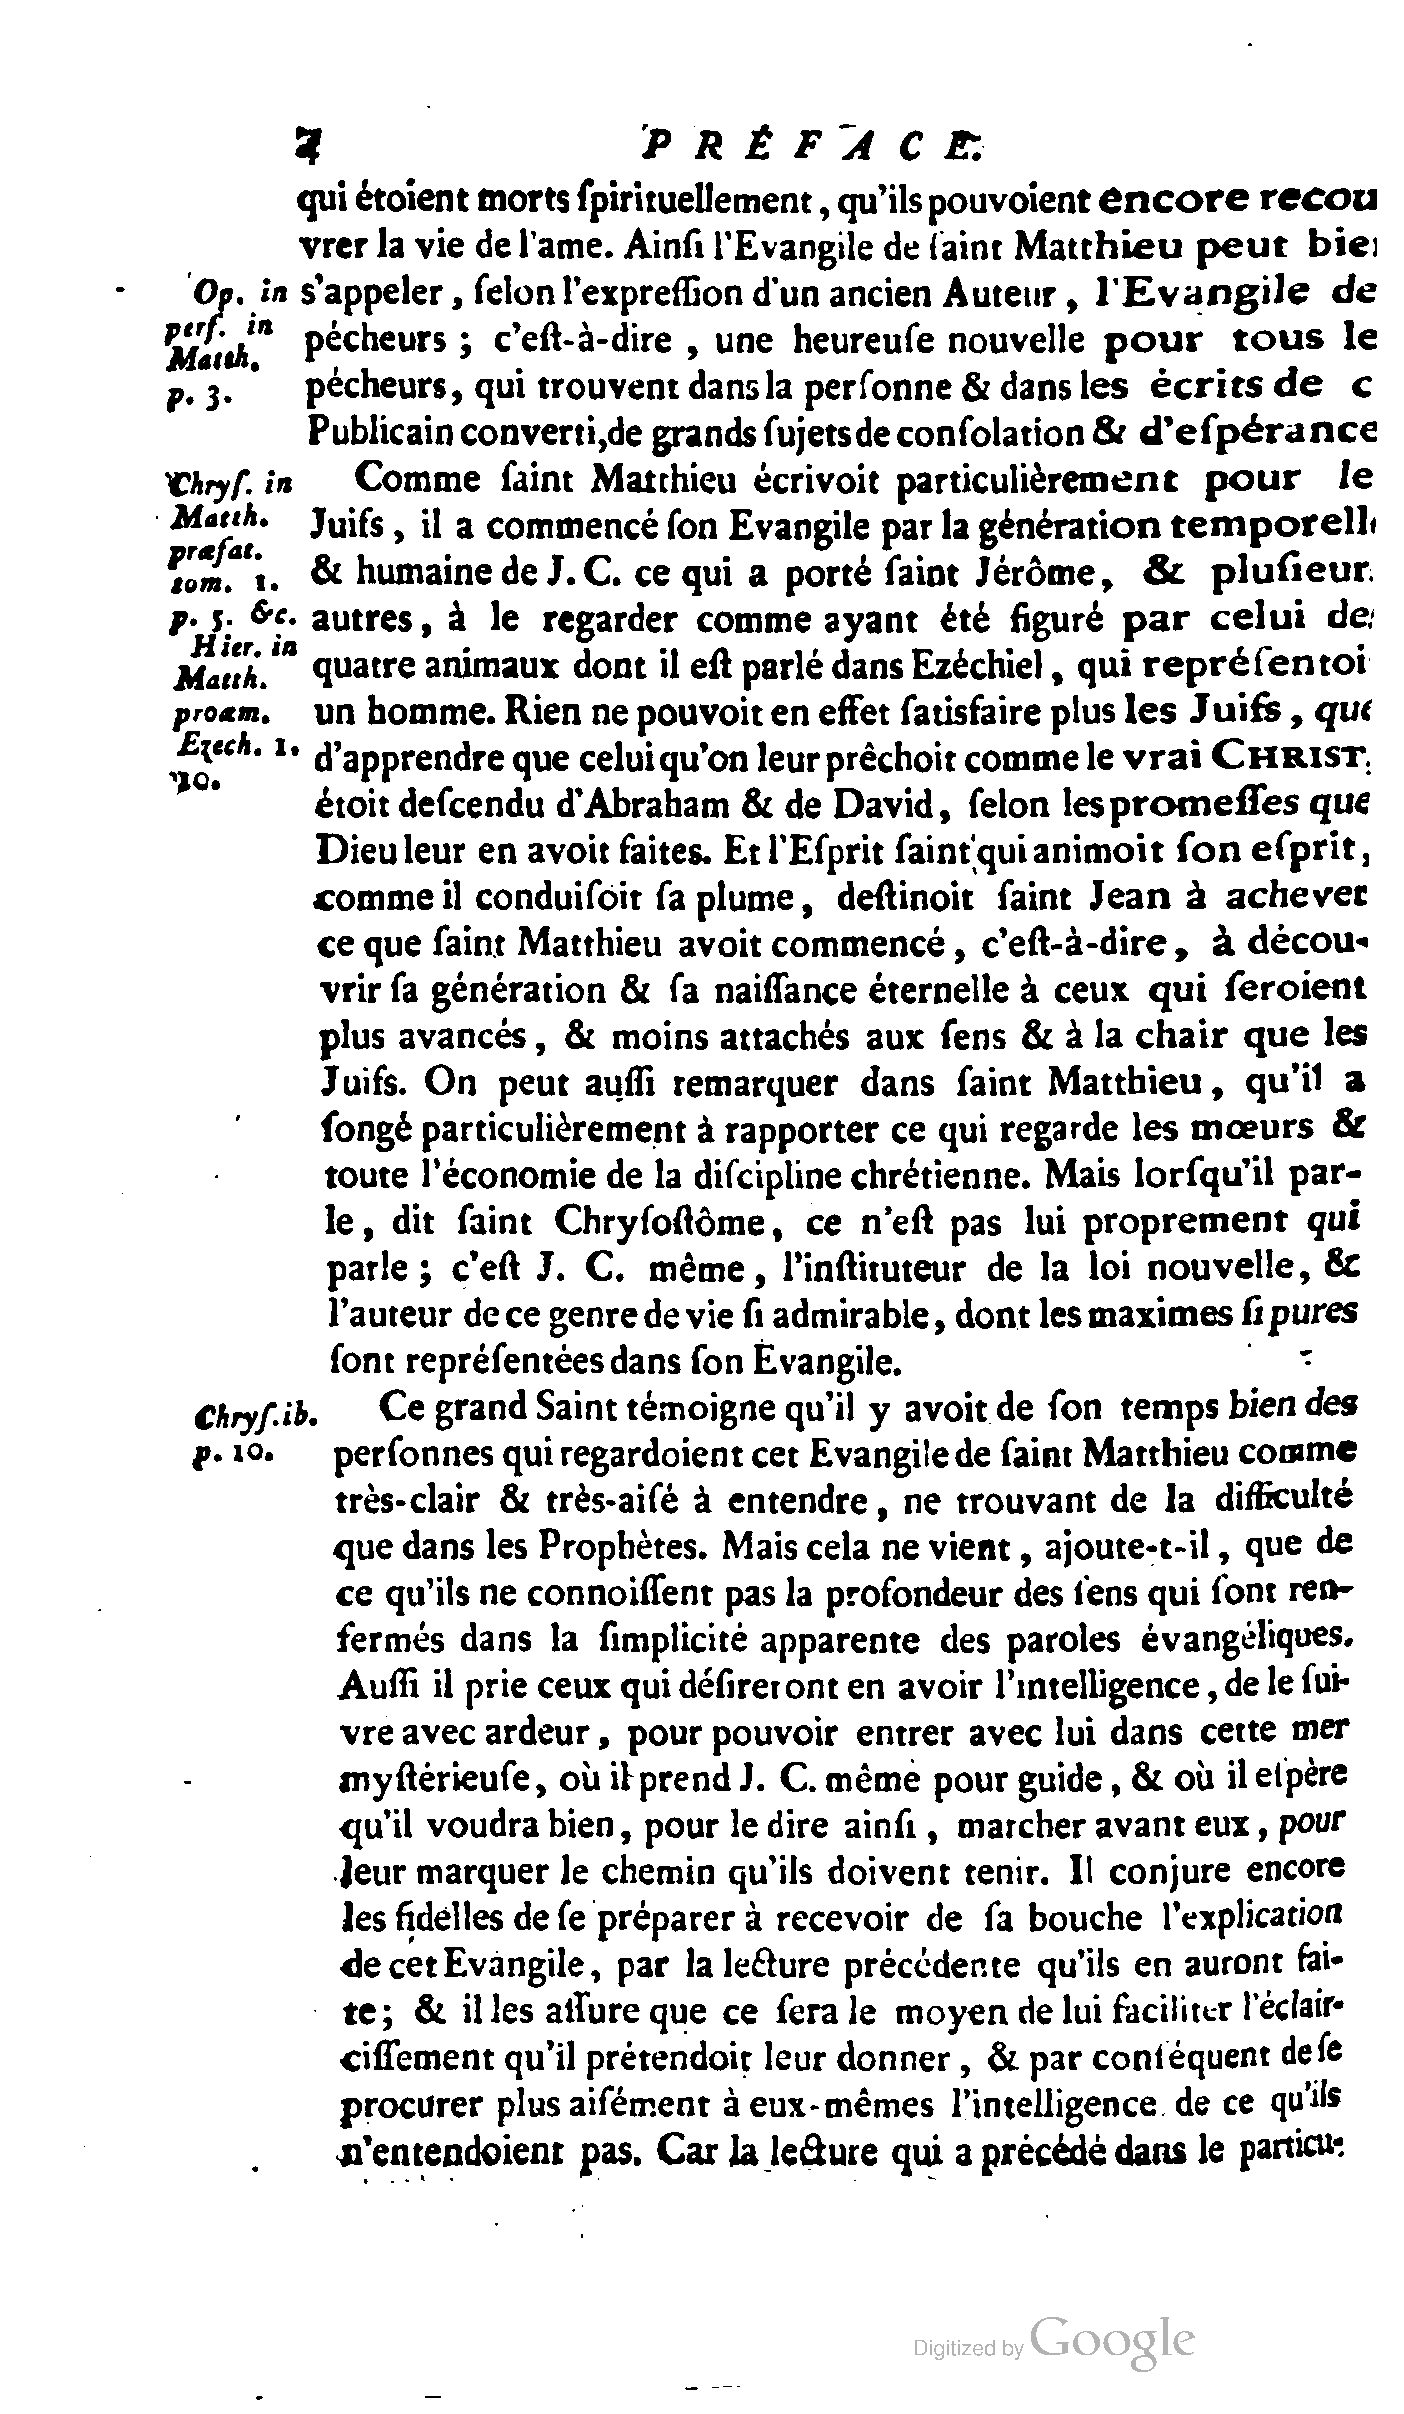 4 PRÉFACE.
qui étoient morts ſpirituellement, qu'ils pouvoient encore recou
vrer la vie de l'ame. Ainſi l'Evangile de ſaint Matthieu peut bien
Op. in
perf. in
Matth.
p. 3.
s'appeler, ſelon l'expreſſion d'un ancien Auteur, l'Evangile de
pécheurs ; c'eſt-à-dire, une heureuſe nouvelle pour tous le
pécheurs, qui trouvent dans la perſonne & dans les écrits de c
Publicain converti, de grands ſujets de conſolation & d'eſpérance
Chryſ. in
Matth.
præfat.
tom. 1.
p. 5. &c.
Hier. in
Matth.
proœm.
Ezech. 1.
10.
Comme ſaint Matthieu écrivoit particulièrement pour le
Juifs, il a commencé ſon Evangile par la génération temporelle
& humaine de J. C. ce qui a porté ſaint Jérôme, & pluſieur
autres, à le regarder comme ayant été figuré par celui des
quatre animaux dont il eſt parlé dans Ezéchiel, qui repréſentoi
un homme. Rien ne pouvoit en effet ſatisfaire plus les Juifs, que
d'apprendre que celui qu'on leur prêchoit comme le vrai CHRIST,
étoit deſcendu d'Abraham & de David, ſelon les promeſſes que
Dieu leur en avoit faites. Et l'Eſprit ſaint qui animoit ſon eſprit,
comme il conduiſoit ſa plume, deſtinoit ſaint Jean à achever
ce que ſaint Matthieu avoit commencé, c'eſt-à-dire, à décou-
vrir ſa génération & ſa naiſſance éternelle à ceux qui ſeroient
plus avancés, & moins attachés aux ſens & à la chair que les
Juifs. On peut auſſi remarquer dans ſaint Matthieu, qu'il a
ſongé particulièrement à rapporter ce qui regarde les mœurs &
toute l'économie de la diſcipline chrétienne. Mais lorſqu'il par-
le, dit ſaint Chryſoſtôme, ce n'eſt pas lui proprement qui
parle ; c'eſt J. C. même, l'inſtituteur de la loi nouvelle, &
l'auteur de ce genre de vie ſi admirable, dont les maximes ſi pures
ſont repréſentées dans ſon Evangile.
Chryſ. ib.
p. 10.
Ce grand Saint témoigne qu'il y avoit de ſon temps bien des
perſonnes qui regardoient cet Evangile de ſaint Matthieu comme
très-clair & très-aiſé à entendre, ne trouvant de la difficulté
que dans les Prophètes. Mais cela ne vient, ajoute-t-il, que de
ce qu'ils ne connoiſſent pas la profondeur des ſens qui ſont ren-
fermés dans la ſimplicité apparente des paroles évangéliques.
Auſſi il prie ceux qui déſireront en avoir l'intelligence, de le ſui-
vre avec ardeur, pour pouvoir entrer avec lui dans cette mer
myſtérieuſe, où il prend J. C. même pour guide, & où il eſpère
qu'il voudra bien, pour le dire ainſi, marcher avant eux, pour
leur marquer le chemin qu'ils doivent tenir. Il conjure encore
les fidelles de ſe préparer à recevoir de ſa bouche l'explication
de cet Evangile, par la lecture précédente qu'ils en auront fai-
te; & il les aſſure que ce ſera le moyen de lui faciliter l'éclair-
ciſſement qu'il prétendoit leur donner, & par conſéquent de ſe
procurer plus aiſément à eux-mêmes l'intelligence de ce qu'ils
n'entendoient pas. Car la lecture qui a précédé dans le particu-
Digitized by Google